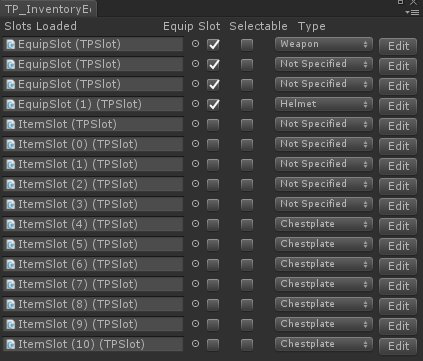 TP_InventoryE
Slots Loaded Equip Slot Selectable Type
EquipSlot (TPSlot) Weapon Edit
EquipSlot (TPSlot) Not Specified Edit
EquipSlot (TPSlot) Not Specified Edit
EquipSlot (1) (TPSlot) Helmet Edit
ItemSlot (TPSlot) Not Specified Edit
ItemSlot (0) (TPSlot) Not Specified Edit
ItemSlot (1) (TPSlot) Not Specified Edit
ItemSlot (2) (TPSlot) Not Specified Edit
ItemSlot (3) (TPSlot) Not Specified Edit
ItemSlot (4) (TPSlot) Chestplate Edit
ItemSlot (5) (TPSlot) Chestplate Edit
ItemSlot (6) (TPSlot) Chestplate Edit
ItemSlot (7) (TPSlot) Chestplate Edit
ItemSlot (8) (TPSlot) Chestplate Edit
ItemSlot (9) (TPSlot) Chestplate Edit
ItemSlot (10) (TPSlot) Chestplate Edit